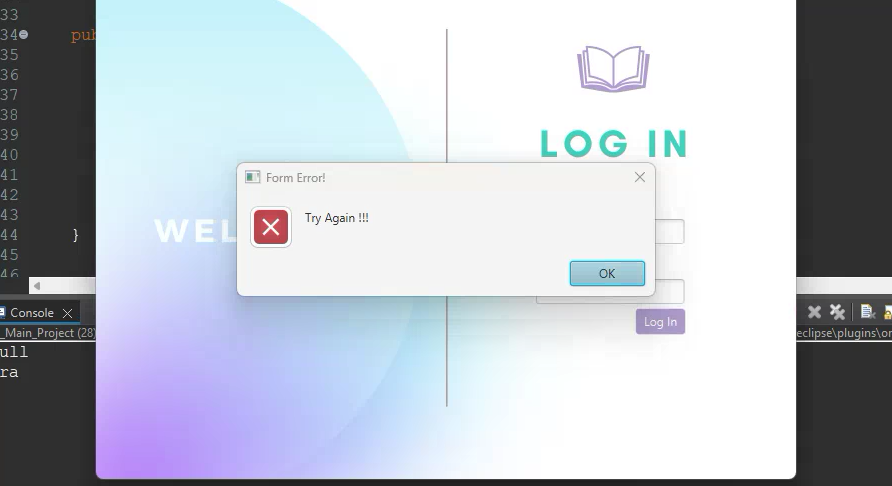 33
34
pub
35
36
37
38
39
40
41
42
43
44
}
45
46
LOG IN
WEL
Form Error!
Try Again !!!
OK
Log In
Console
_Main_Project (28)
eclipse\plugins\or
ull
ra